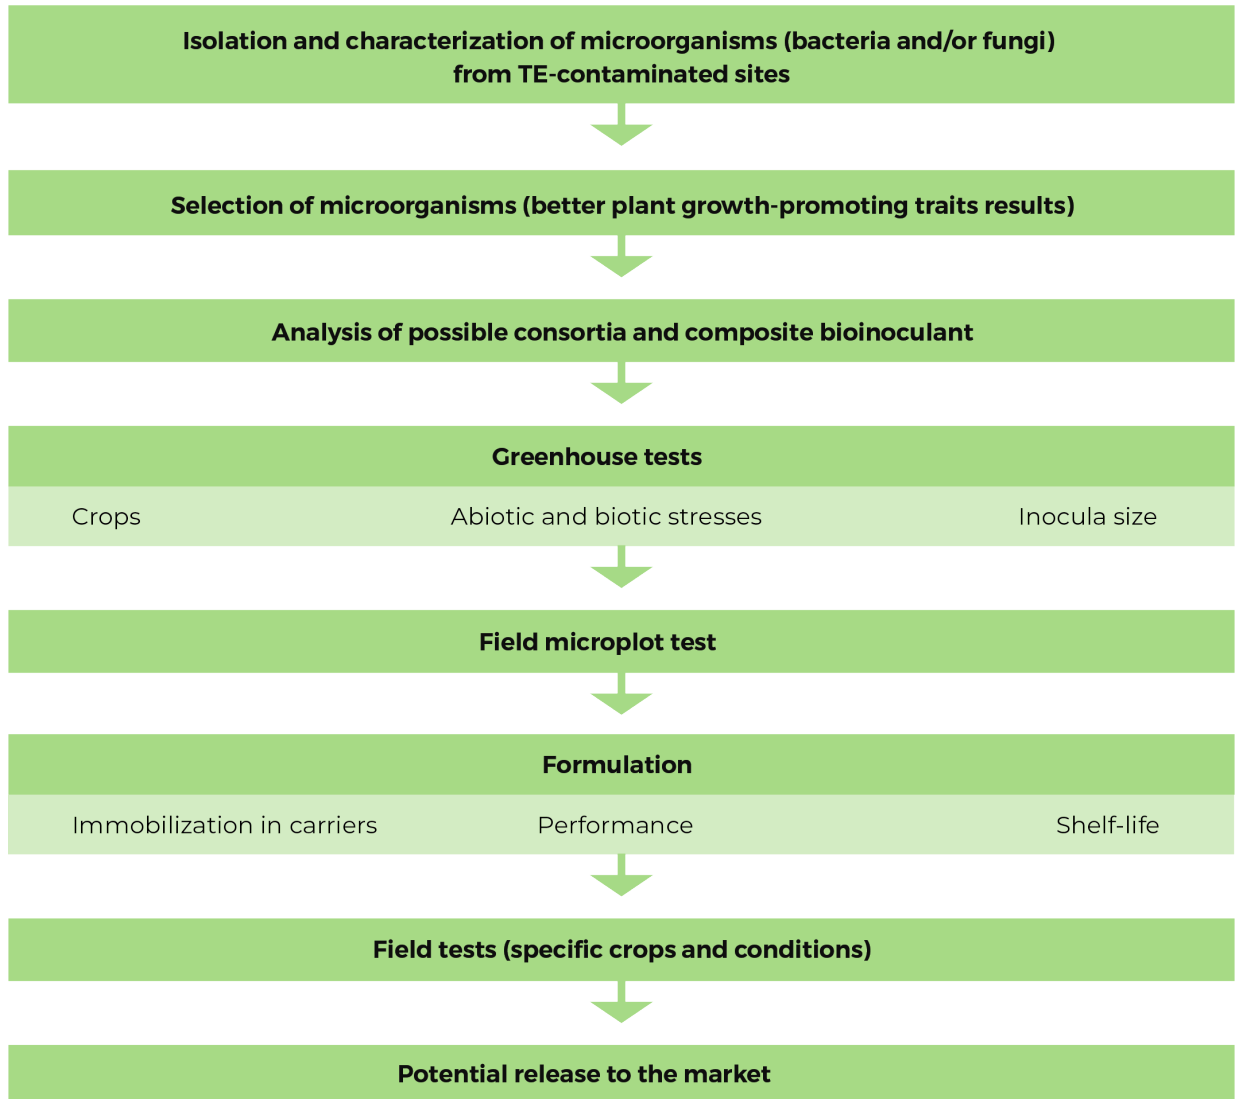 Isolation and characterization of microorganisms (bacteria and/or fungi)
from TE-contaminated sites
Selection of microorganisms (better plant growth-promoting traits results)
Analysis of possible consortia and composite bioinoculant
Greenhouse tests
Crops Abiotic and biotic stresses Inocula size
Field microplot test
Formulation
Immobilization in carriers Performance Shelf-life
Field tests (specific crops and conditions)
Potential release to the market